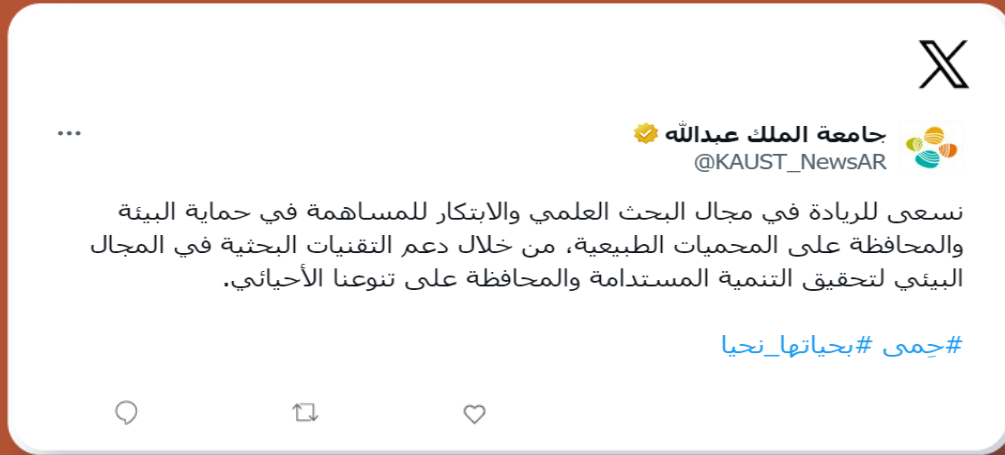 X
جامعة الملك عبدالله
@KAUST_NewsAR
نسعى للريادة في مجال البحث العلمي والابتكار للمساهمة في حماية البيئة
والمحافظة على المحميات الطبيعية، من خلال دعم التقنيات البحثية في المجال
البيئي لتحقيق التنمية المستدامة والمحافظة على تنوعنا الأحيائي.
#حِمى #بحياتها_نحيا